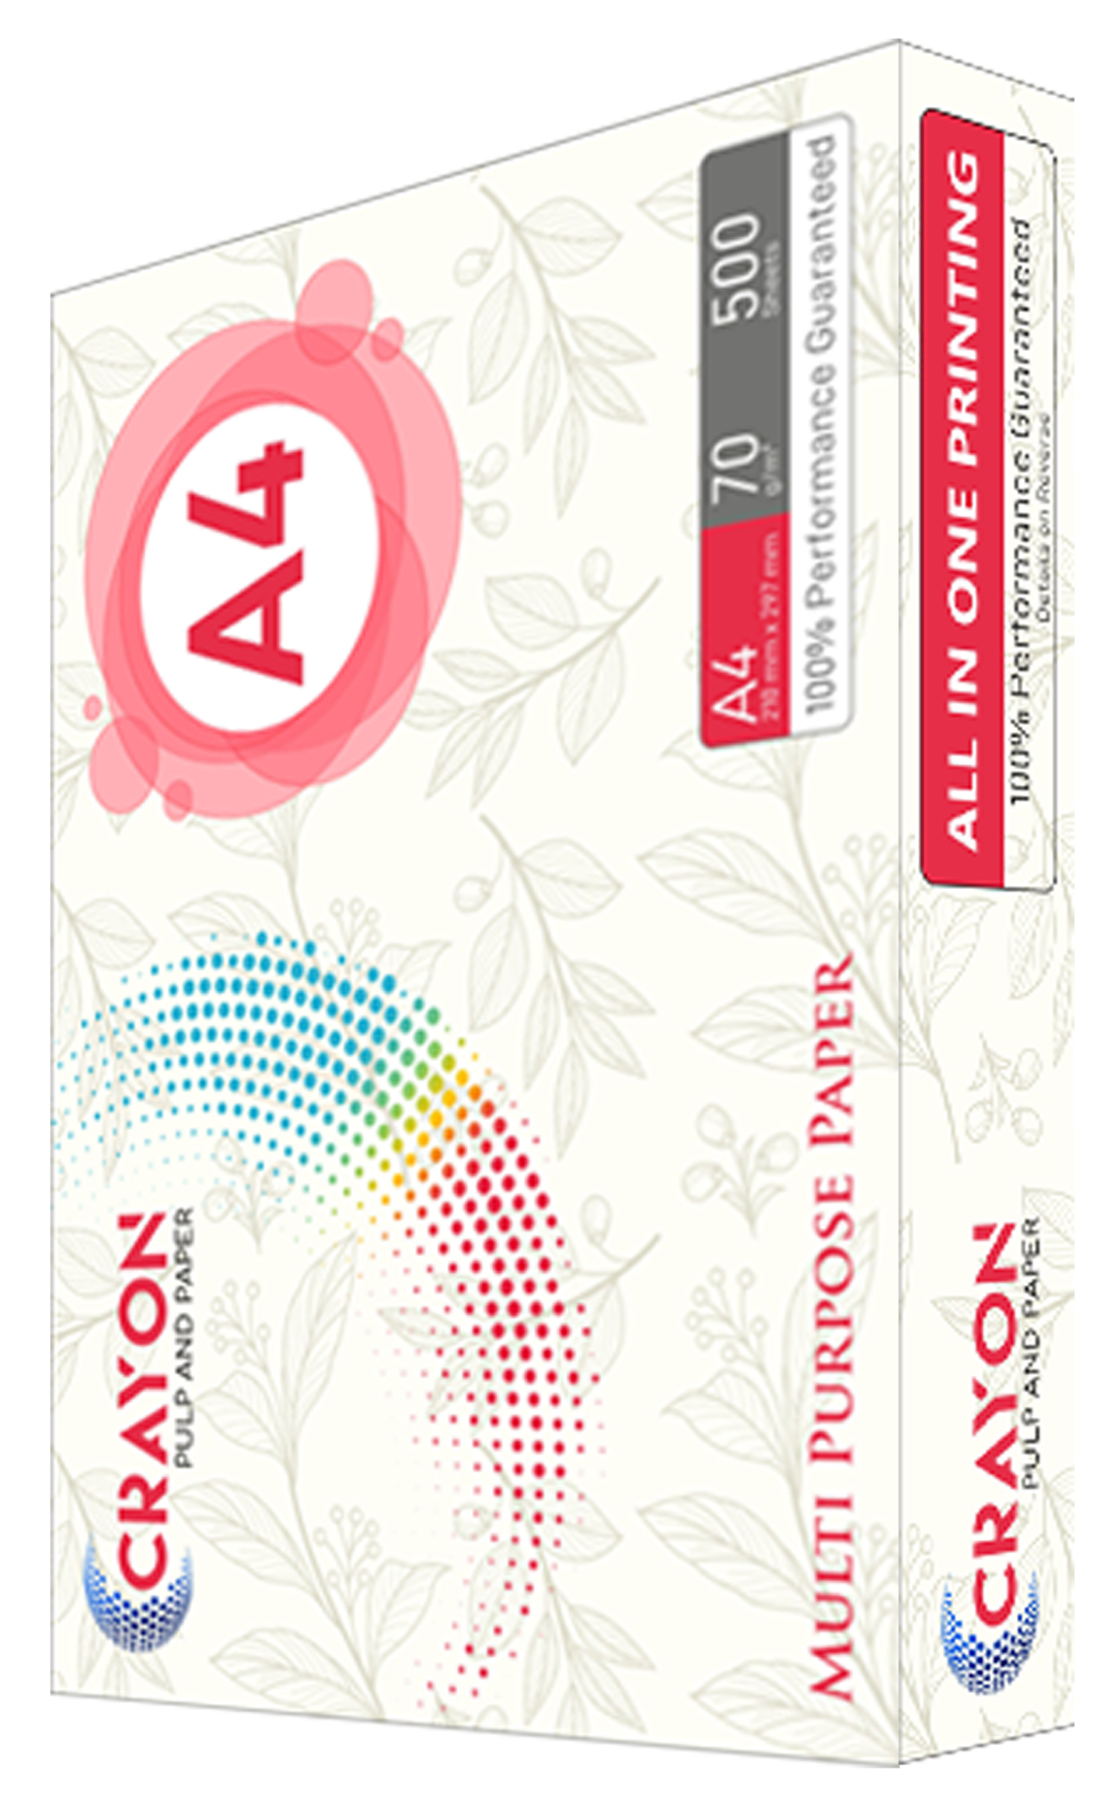 A4
CRAYON
PULP AND PAPER
A4
210 mm x 297 mm
70
g/m²
500
Sheets
100% Performance Guaranteed
MULTI PURPOSE PAPER
ALL IN ONE PRINTING
100% Performance Guaranteed
Details on Reverse
CRAYON
PULP AND PAPER